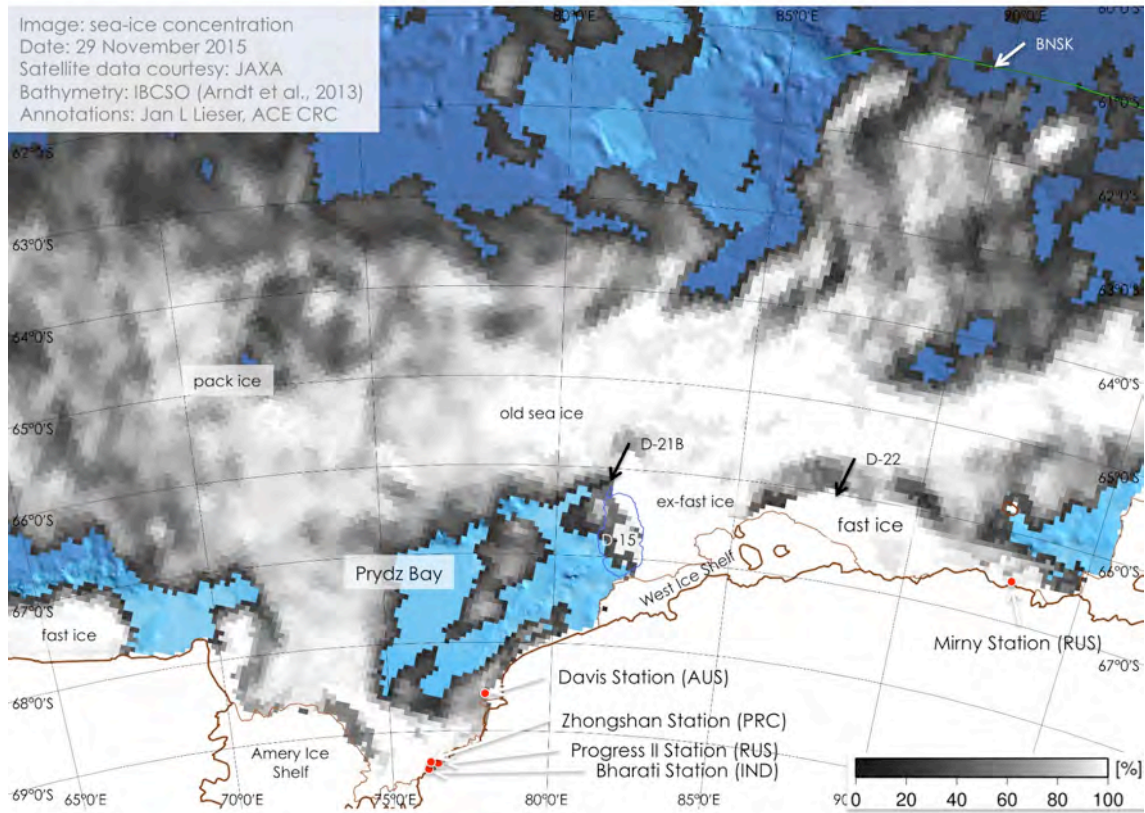 Image: sea-ice concentration
Date: 29 November 2015
Satellite data courtesy: JAXA
Bathymetry: IBCSO (Arndt et al., 2013)
Annotations: Jan L Lieser, ACE CRC
80°0'E
85°0'E
90°0'E
60°0'S
BNSK
61°0'S
62°0'S
62°0'S
63°0'S
63°0'S
64°0'S
64°0'S
pack ice
old sea ice
65°0'S
D-21B
D-22
65°0'S
ex-fast ice
fast ice
66°0'S
D-15
Prydz Bay
West Ice Shelf
66°0'S
67°0'S
fast ice
Mirny Station (RUS)
67°0'S
Davis Station (AUS)
68°0'S
Zhongshan Station (PRC)
Amery Ice
Shelf
Progress II Station (RUS)
Bharati Station (IND)
[%]
0 20 40 60 80 100
69°0'S
65°0'E
70°0'E
75°0'E
80°0'E
85°0'E